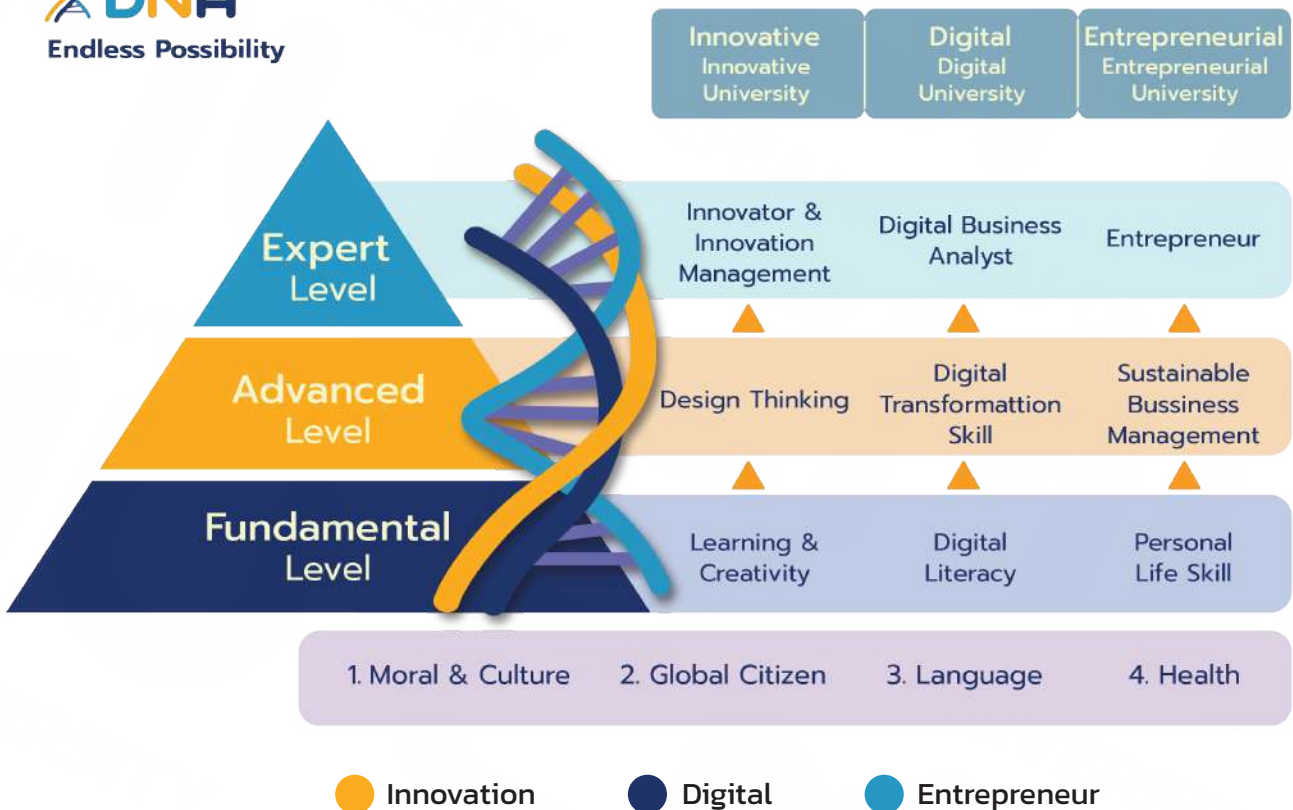 DNA
Endless Possibility
Innovative
Innovative
University
Digital
Digital
University
Entrepreneurial
Entrepreneurial
University
Expert
Level
Innovator &
Innovation
Management
Digital Business
Analyst
Entrepreneur
Advanced
Level
Design Thinking
Digital
Transformattion
Skill
Sustainable
Bussiness
Management
Fundamental
Level
Learning &
Creativity
Digital
Literacy
Personal
Life Skill
1. Moral & Culture
2. Global Citizen
3. Language
4. Health
Innovation
Digital
Entrepreneur